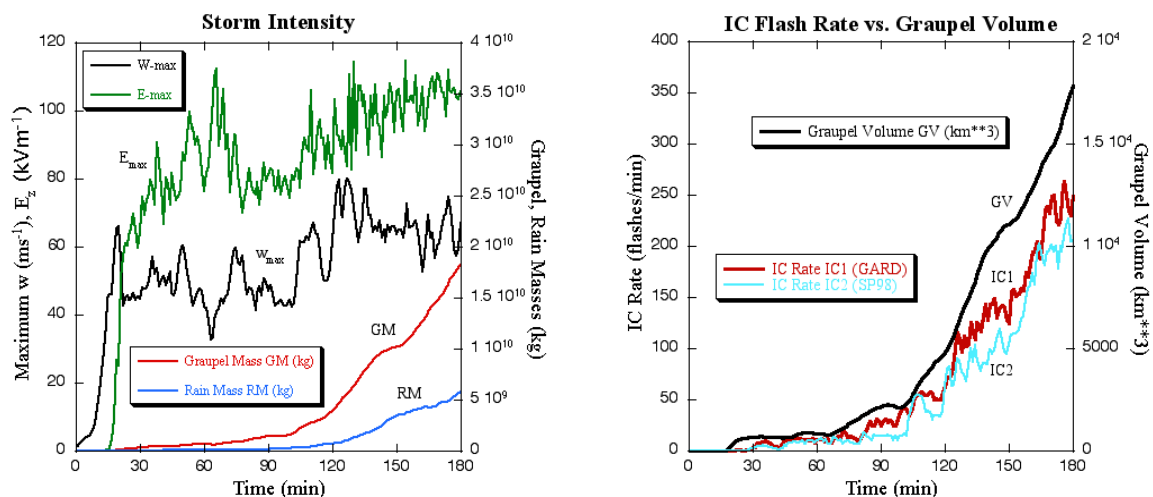 Storm Intensity
120
100
80
60
40
20
0
Maximum w (ms⁻¹), E_z (kVm⁻¹)
W-max
E-max
E_max
W_max
Graupel Mass GM (kg)
Rain Mass RM (kg)
GM
RM
4 10¹⁰
3.5 10¹⁰
3 10¹⁰
2.5 10¹⁰
2 10¹⁰
1.5 10¹⁰
1 10¹⁰
5 10⁹
0
Graupel, Rain Masses (kg)
0 30 60 90 120 150 180
Time (min)
IC Flash Rate vs. Graupel Volume
400
350
300
250
200
150
100
50
0
IC Rate (flashes/min)
Graupel Volume GV (km**3)
GV
IC Rate IC1 (GARD)
IC Rate IC2 (SP98)
IC1
IC2
2 10⁴
1.5 10⁴
1 10⁴
5000
0
Graupel Volume (km**3)
0 30 60 90 120 150 180
Time (min)